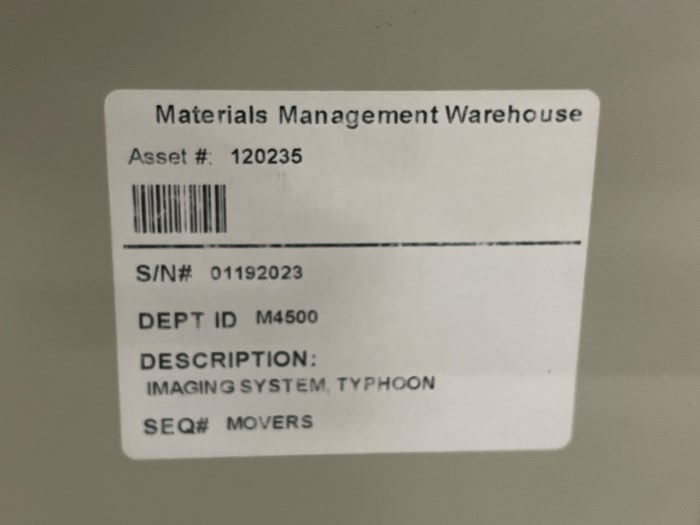 Materials Management Warehouse
Asset #: 120235
S/N# 01192023
DEPT ID M4500
DESCRIPTION:
IMAGING SYSTEM, TYPHOON
SEQ# MOVERS